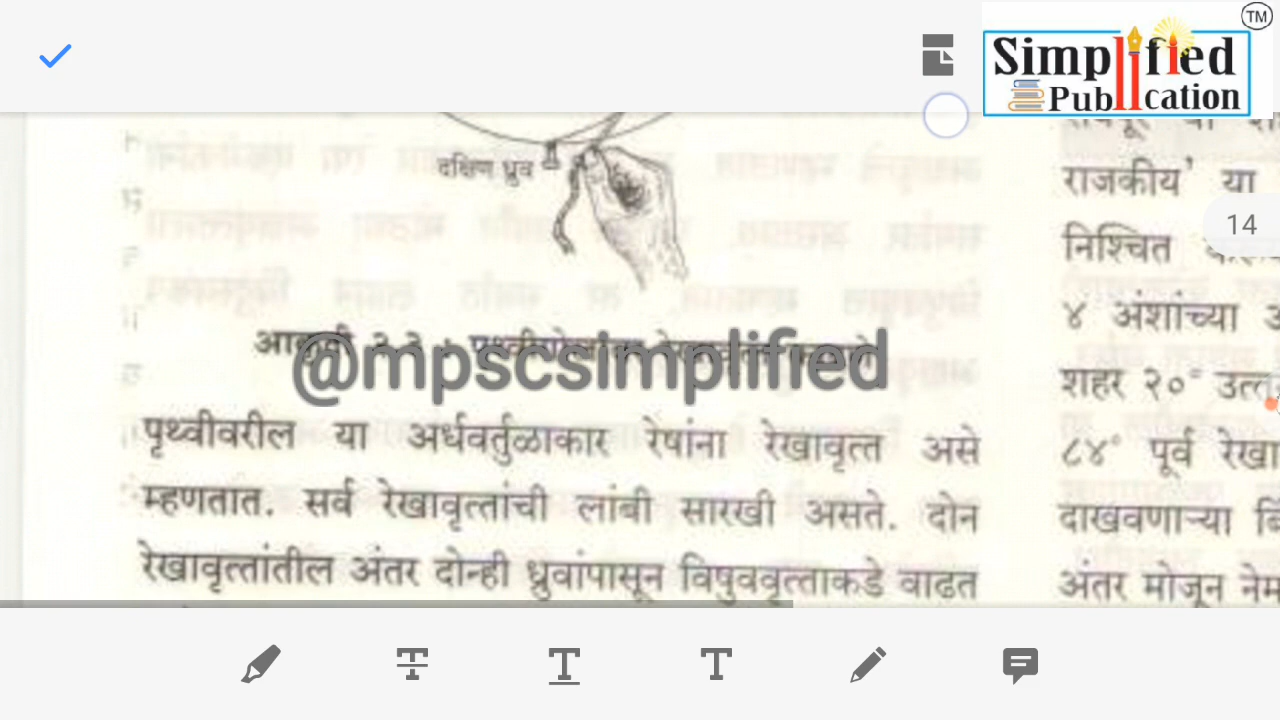 TM
Simplified
Publication
14
दक्षिण ध्रुव
@mpscsimplified
पृथ्वीवरील या अर्धवर्तुळाकार रेषांना रेखावृत्त असे
म्हणतात. सर्व रेखावृत्तांची लांबी सारखी असते. दोन
रेखावृत्तांतील अंतर दोन्ही ध्रुवांपासून विषुववृत्ताकडे वाढत
राजकीय' या
निश्चित
४ अंशांच्या
शहर २०°
८४° पूर्व
दाखवणाऱ्या
अंतर मोजून